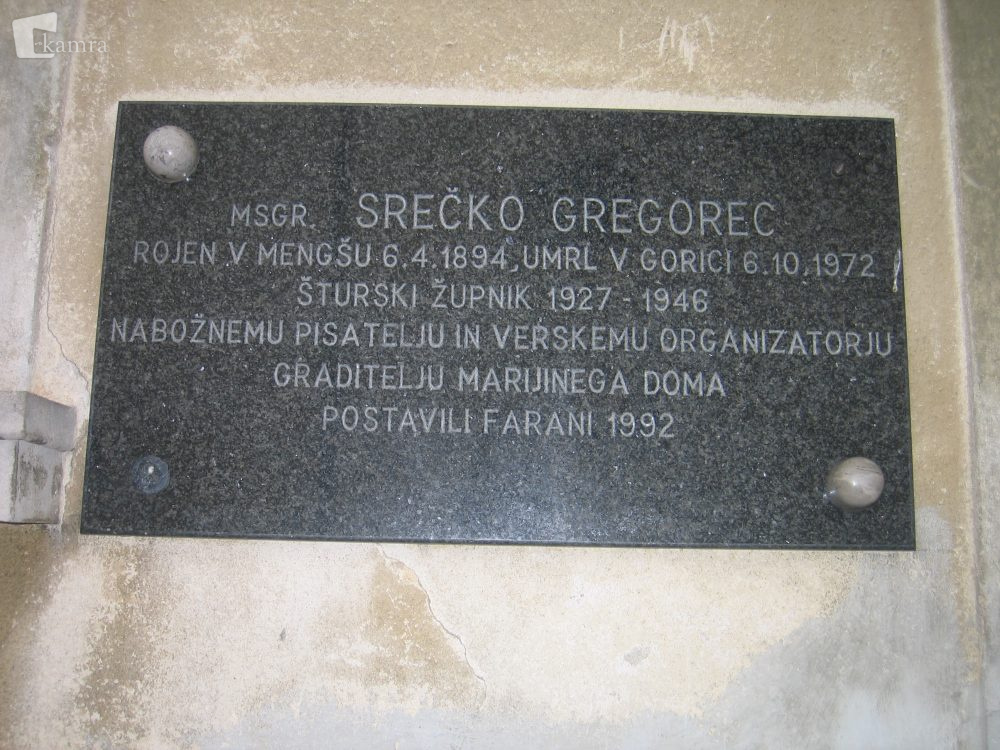 kamra
MSGR. SREČKO GREGOREC
ROJEN V MENGŠU 6.4.1894, UMRL V GORICI 6.10.1972
ŠTURSKI ŽUPNIK 1927 - 1946
NABOŽNEMU PISATELJU IN VERSKEMU ORGANIZATORJU
GRADITELJU MARIJINEGA DOMA
POSTAVILI FARANI 1992